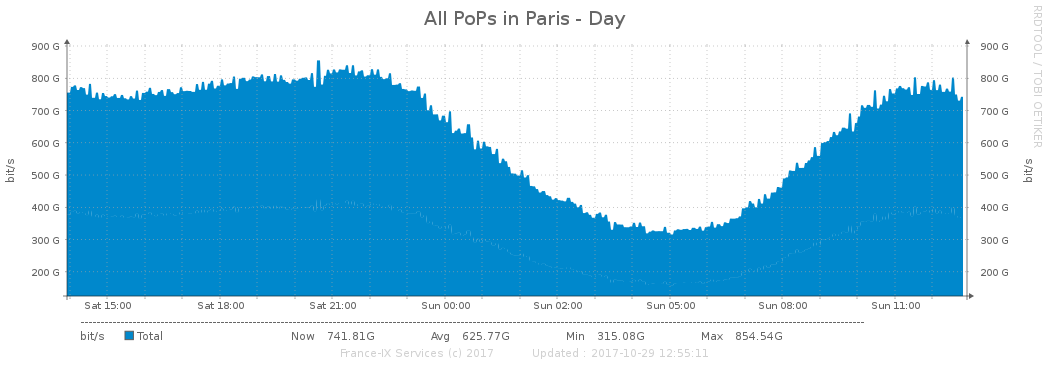 All PoPs in Paris - Day
RRDTOOL / TOBI OETIKER
bit/s
900 G
800 G
700 G
600 G
500 G
400 G
300 G
200 G
900 G
800 G
700 G
600 G
500 G
400 G
300 G
200 G
bit/s
Sat 15:00 Sat 18:00 Sat 21:00 Sun 00:00 Sun 02:00 Sun 05:00 Sun 08:00 Sun 11:00
bit/s Total Now 741.81G Avg 625.77G Min 315.08G Max 854.54G
France-IX Services (c) 2017 Updated : 2017-10-29 12:55:11